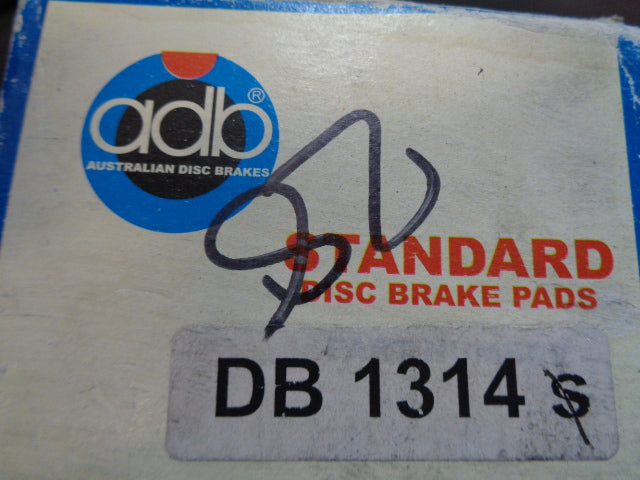 adb®
AUSTRALIAN DISC BRAKES
STANDARD
DISC BRAKE PADS
DB 1314 s